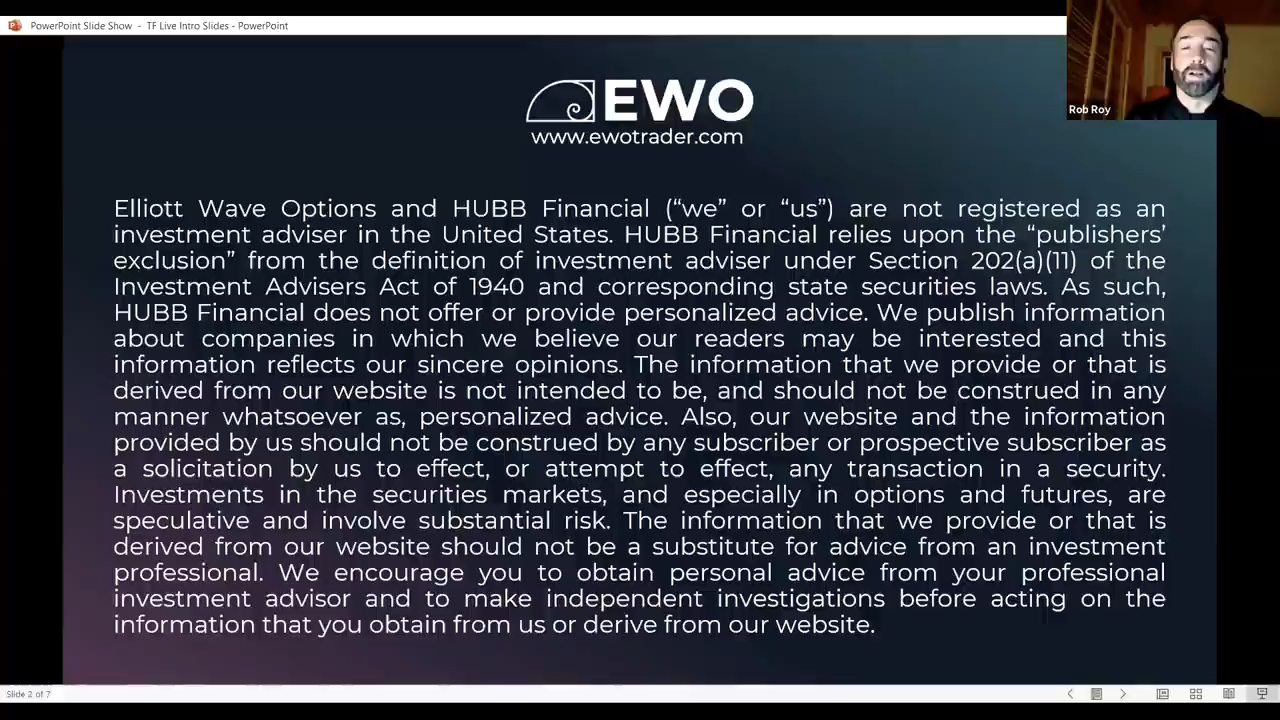 PowerPoint Slide Show - TF Live Intro Slides - PowerPoint
Rob Roy
EWO
www.ewotrader.com
Elliott Wave Options and HUBB Financial (“we” or “us”) are not registered as an
investment adviser in the United States. HUBB Financial relies upon the “publishers’
exclusion” from the definition of investment adviser under Section 202(a)(11) of the
Investment Advisers Act of 1940 and corresponding state securities laws. As such,
HUBB Financial does not offer or provide personalized advice. We publish information
about companies in which we believe our readers may be interested and this
information reflects our sincere opinions. The information that we provide or that is
derived from our website is not intended to be, and should not be construed in any
manner whatsoever as, personalized advice. Also, our website and the information
provided by us should not be construed by any subscriber or prospective subscriber as
a solicitation by us to effect, or attempt to effect, any transaction in a security.
Investments in the securities markets, and especially in options and futures, are
speculative and involve substantial risk. The information that we provide or that is
derived from our website should not be a substitute for advice from an investment
professional. We encourage you to obtain personal advice from your professional
investment advisor and to make independent investigations before acting on the
information that you obtain from us or derive from our website.
Slide 2 of 7